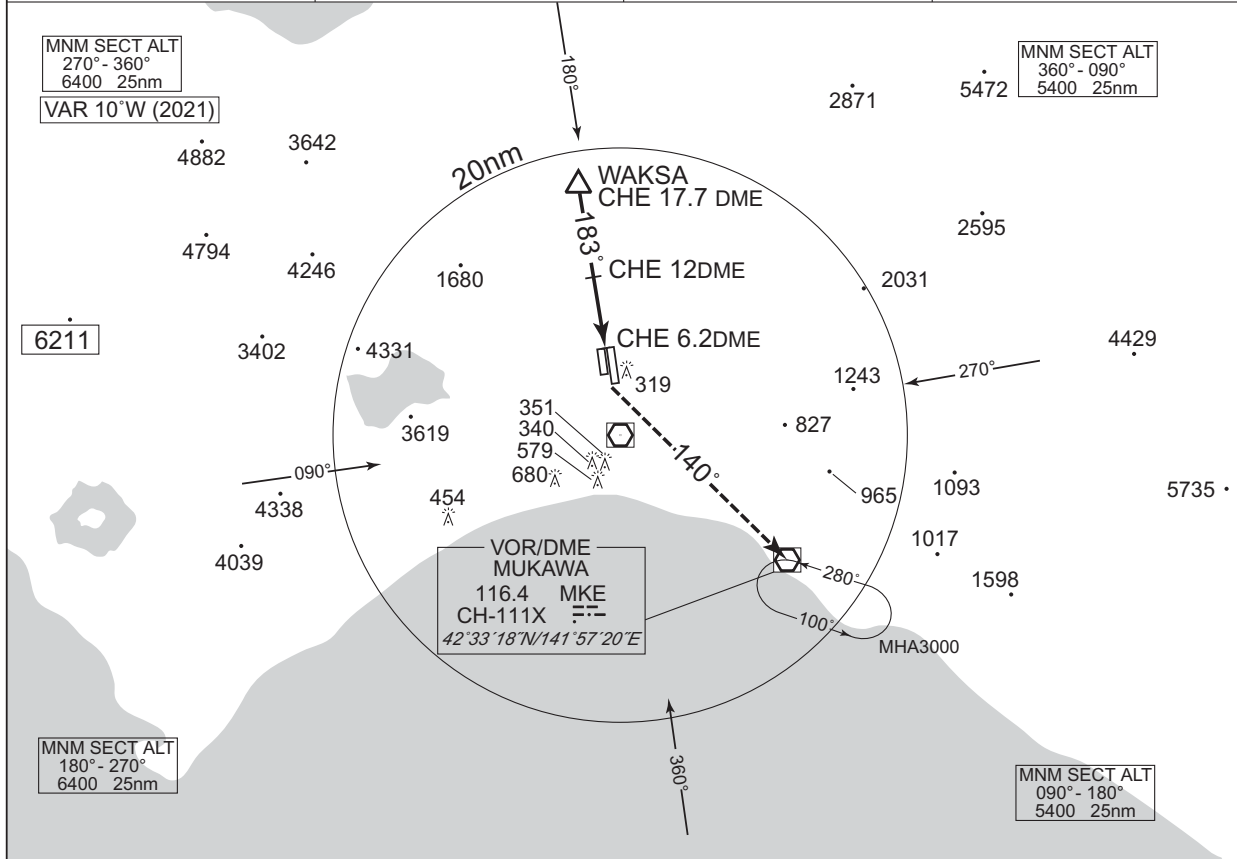 MNM SECT ALT
270°- 360°
6400 25nm
VAR 10°W (2021)
180°
MNM SECT ALT
360°- 090°
5400 25nm
2871
5472
4882
3642
20nm
WAKSA
CHE 17.7 DME
183°
2595
4794
4246
1680
CHE 12DME
2031
6211
3402
4331
CHE 6.2DME
4429
319
1243
270°
351
340
579
680
3619
827
140°
090°
965
1093
5735
4338
454
4039
1017
1598
VOR/DME
MUKAWA
116.4 MKE
CH-111X
42°33´18˝N/141°57´20˝E
280°
100°
MHA3000
360°
MNM SECT ALT
180°- 270°
6400 25nm
MNM SECT ALT
090°- 180°
5400 25nm